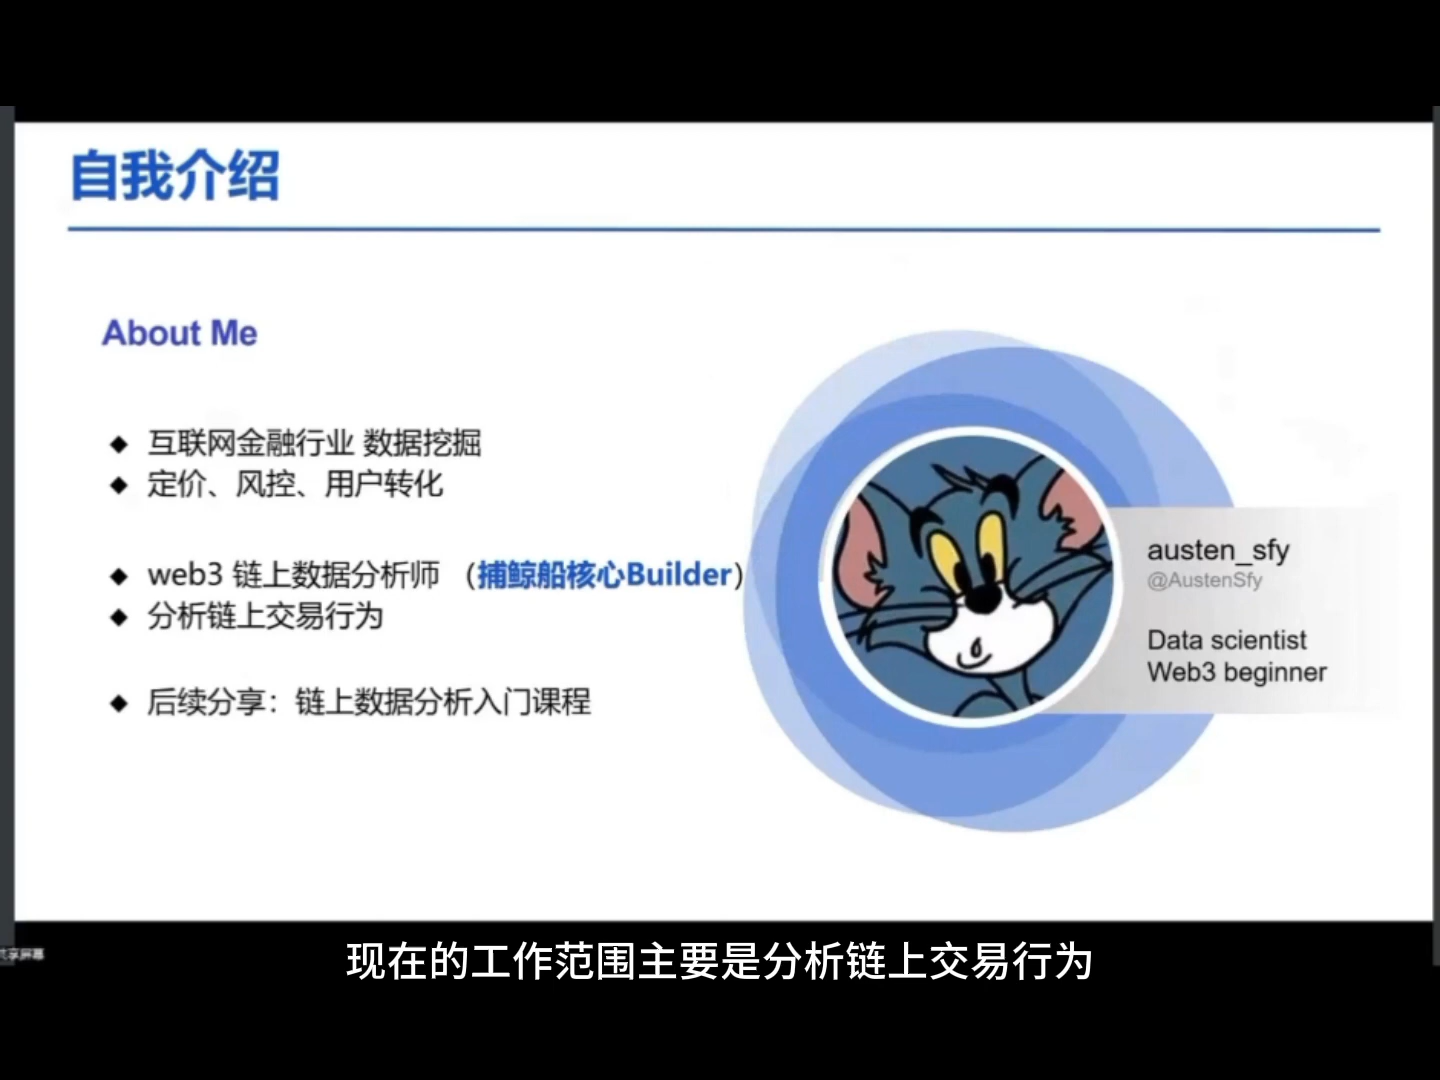 自我介绍
About Me
◆ 互联网金融行业 数据挖掘
◆ 定价、风控、用户转化
◆ web3 链上数据分析师 （捕鲸船核心Builder）
◆ 分析链上交易行为
◆ 后续分享：链上数据分析入门课程
austen_sfy
@AustenSfy
Data scientist
Web3 beginner
享屏幕
现在的工作范围主要是分析链上交易行为